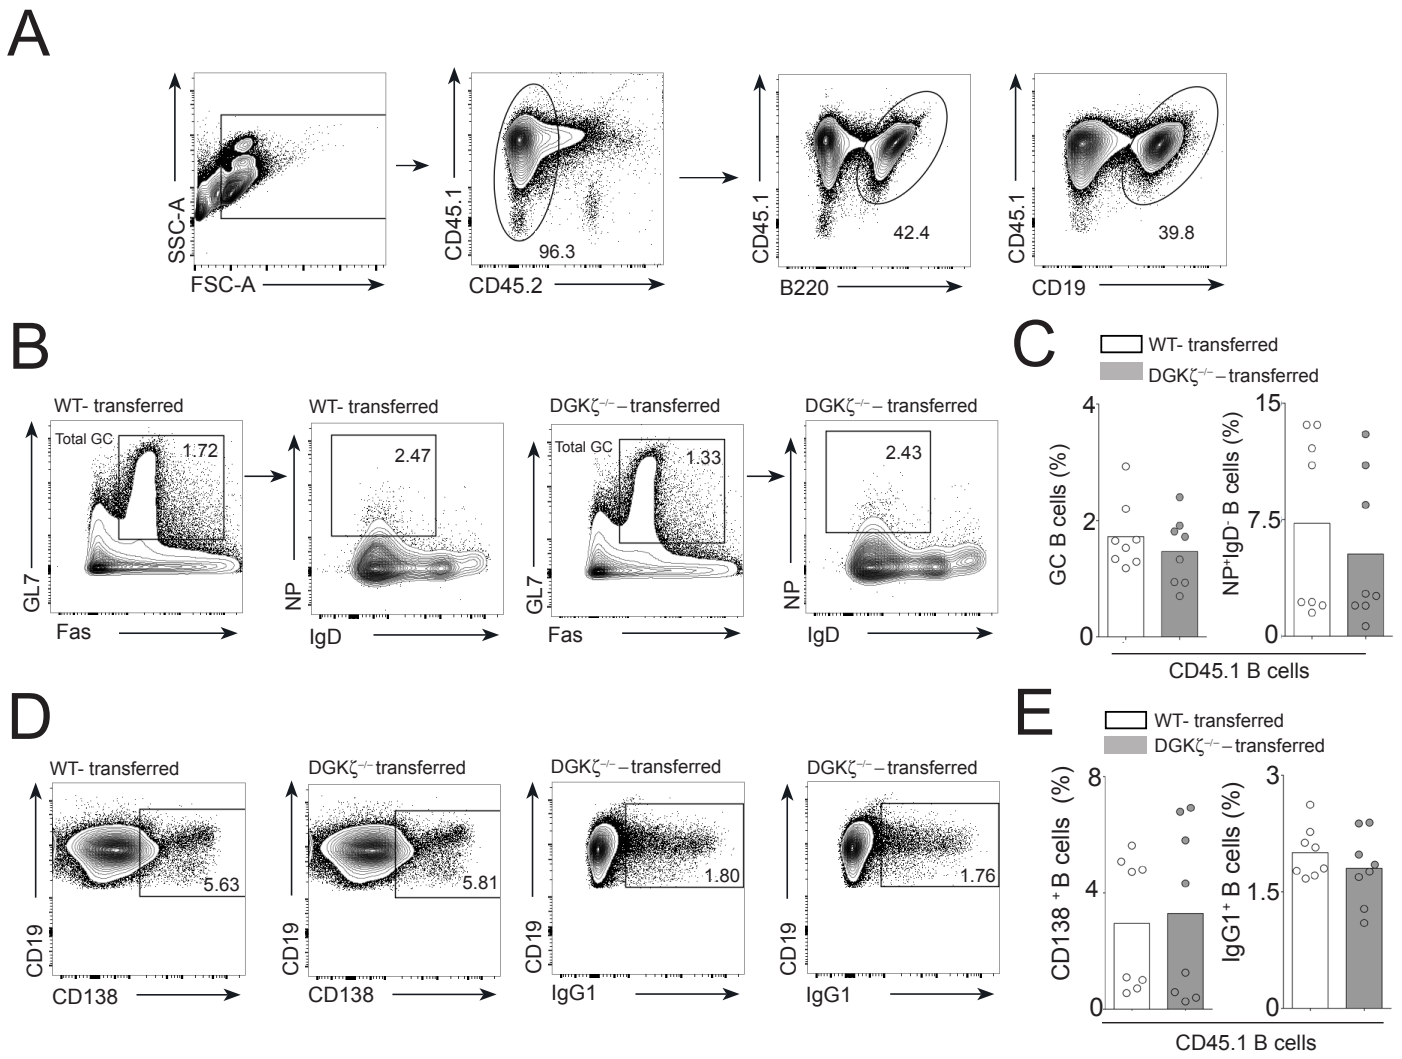 A
SSC-A
FSC-A
CD45.1
CD45.2
96.3
CD45.1
B220
42.4
CD45.1
CD19
39.8
B
WT- transferred
Total GC
1.72
GL7
Fas
WT- transferred
2.47
NP
IgD
DGKζ⁻/⁻ – transferred
Total GC
1.33
GL7
Fas
DGKζ⁻/⁻ – transferred
2.43
NP
IgD
C
WT- transferred
DGKζ⁻/⁻ – transferred
GC B cells (%)
4
2
0
NP⁺IgD⁻ B cells (%)
15
7.5
0
CD45.1 B cells
D
WT- transferred
5.63
CD19
CD138
DGKζ⁻/⁻ – transferred
5.81
CD19
CD138
DGKζ⁻/⁻ – transferred
1.80
CD19
IgG1
DGKζ⁻/⁻ – transferred
1.76
CD19
IgG1
E
WT- transferred
DGKζ⁻/⁻ – transferred
CD138 ⁺ B cells (%)
8
4
0
IgG1⁺ B cells (%)
3
1.5
0
CD45.1 B cells